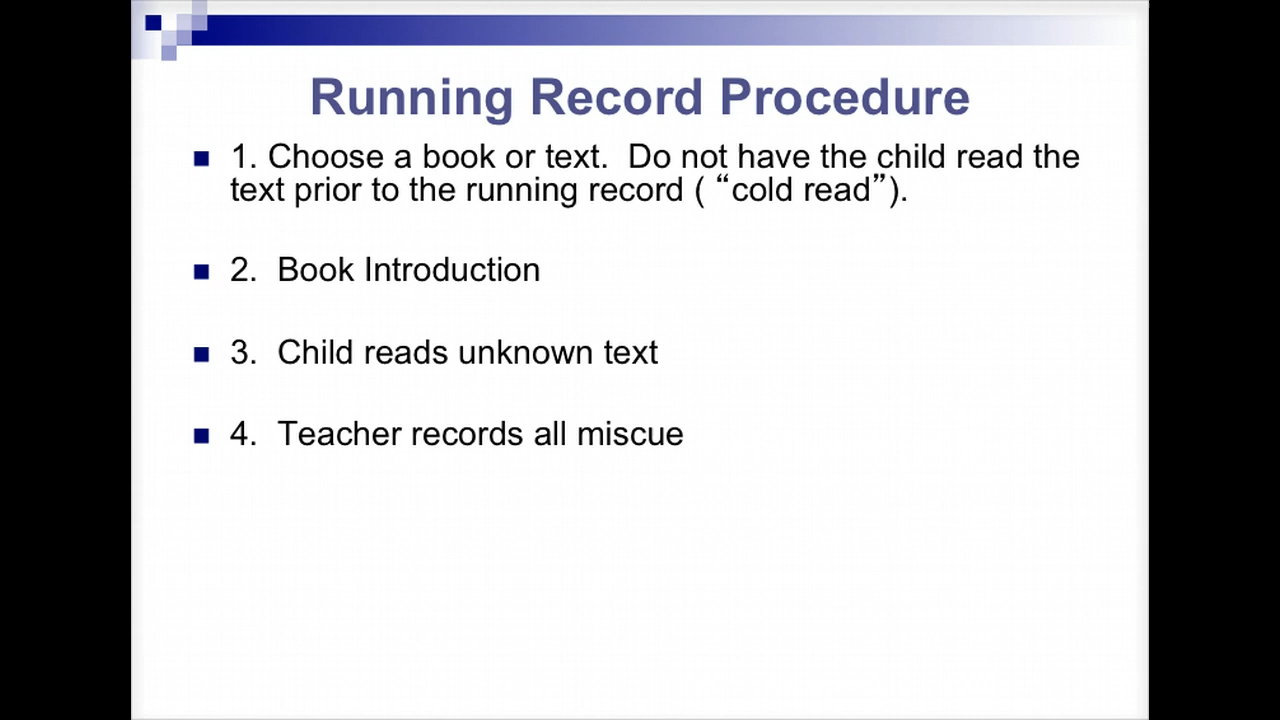 Running Record Procedure
1. Choose a book or text.  Do not have the child read the
text prior to the running record ( “cold read”).
2.  Book Introduction
3.  Child reads unknown text
4.  Teacher records all miscue